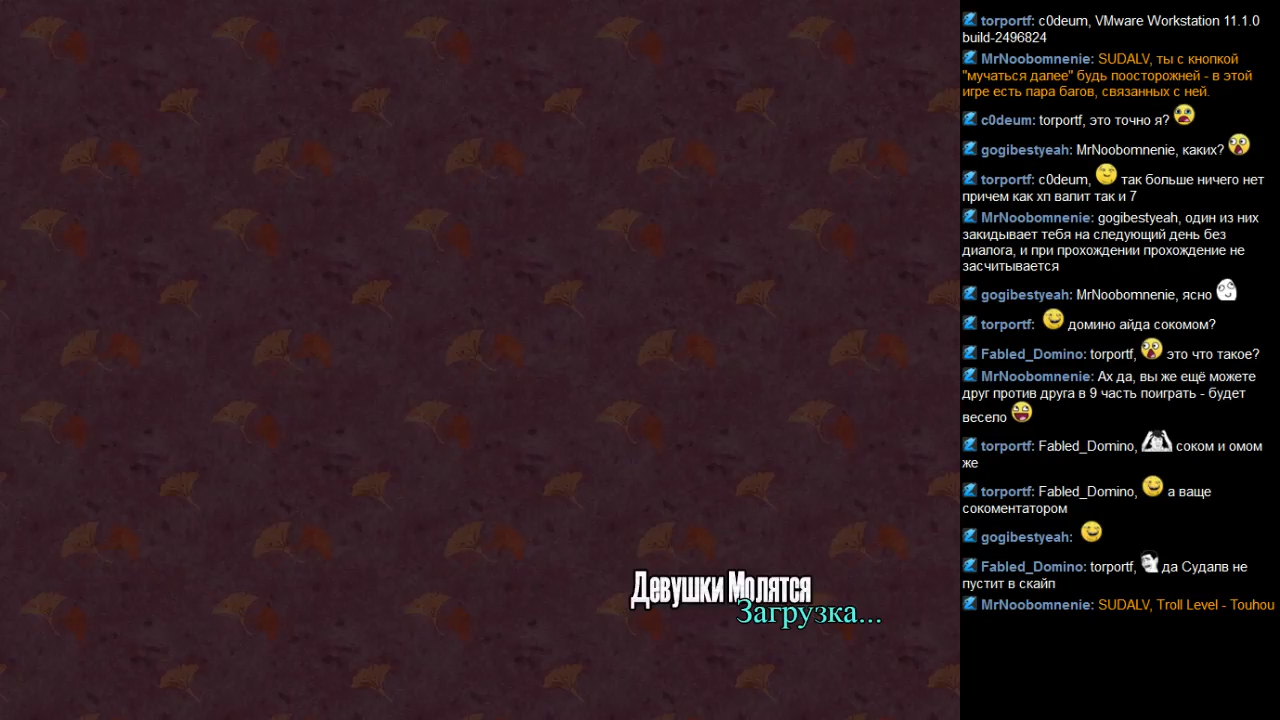 Девушки Молятся
Загрузка...
torportf: c0deum, VMware Workstation 11.1.0
build-2496824
MrNoobomnenie: SUDALV, ты с кнопкой
"мучаться далее" будь поосторожней - в этой
игре есть пара багов, связанных с ней.
c0deum: torportf, это точно я?
gogibestyeah: MrNoobomnenie, каких?
torportf: c0deum, так больше ничего нет
причем как хп валит так и 7
MrNoobomnenie: gogibestyeah, один из них
закидывает тебя на следующий день без
диалога, и при прохождении прохождение не
засчитывается
gogibestyeah: MrNoobomnenie, ясно
torportf: домино айда сокомом?
Fabled_Domino: torportf, это что такое?
MrNoobomnenie: Ах да, вы же ещё можете
друг против друга в 9 часть поиграть - будет
весело
torportf: Fabled_Domino, соком и омом
же
torportf: Fabled_Domino, а ваще
сокоментатором
gogibestyeah:
Fabled_Domino: torportf, да Судалв не
пустит в скайп
MrNoobomnenie: SUDALV, Troll Level - Touhou